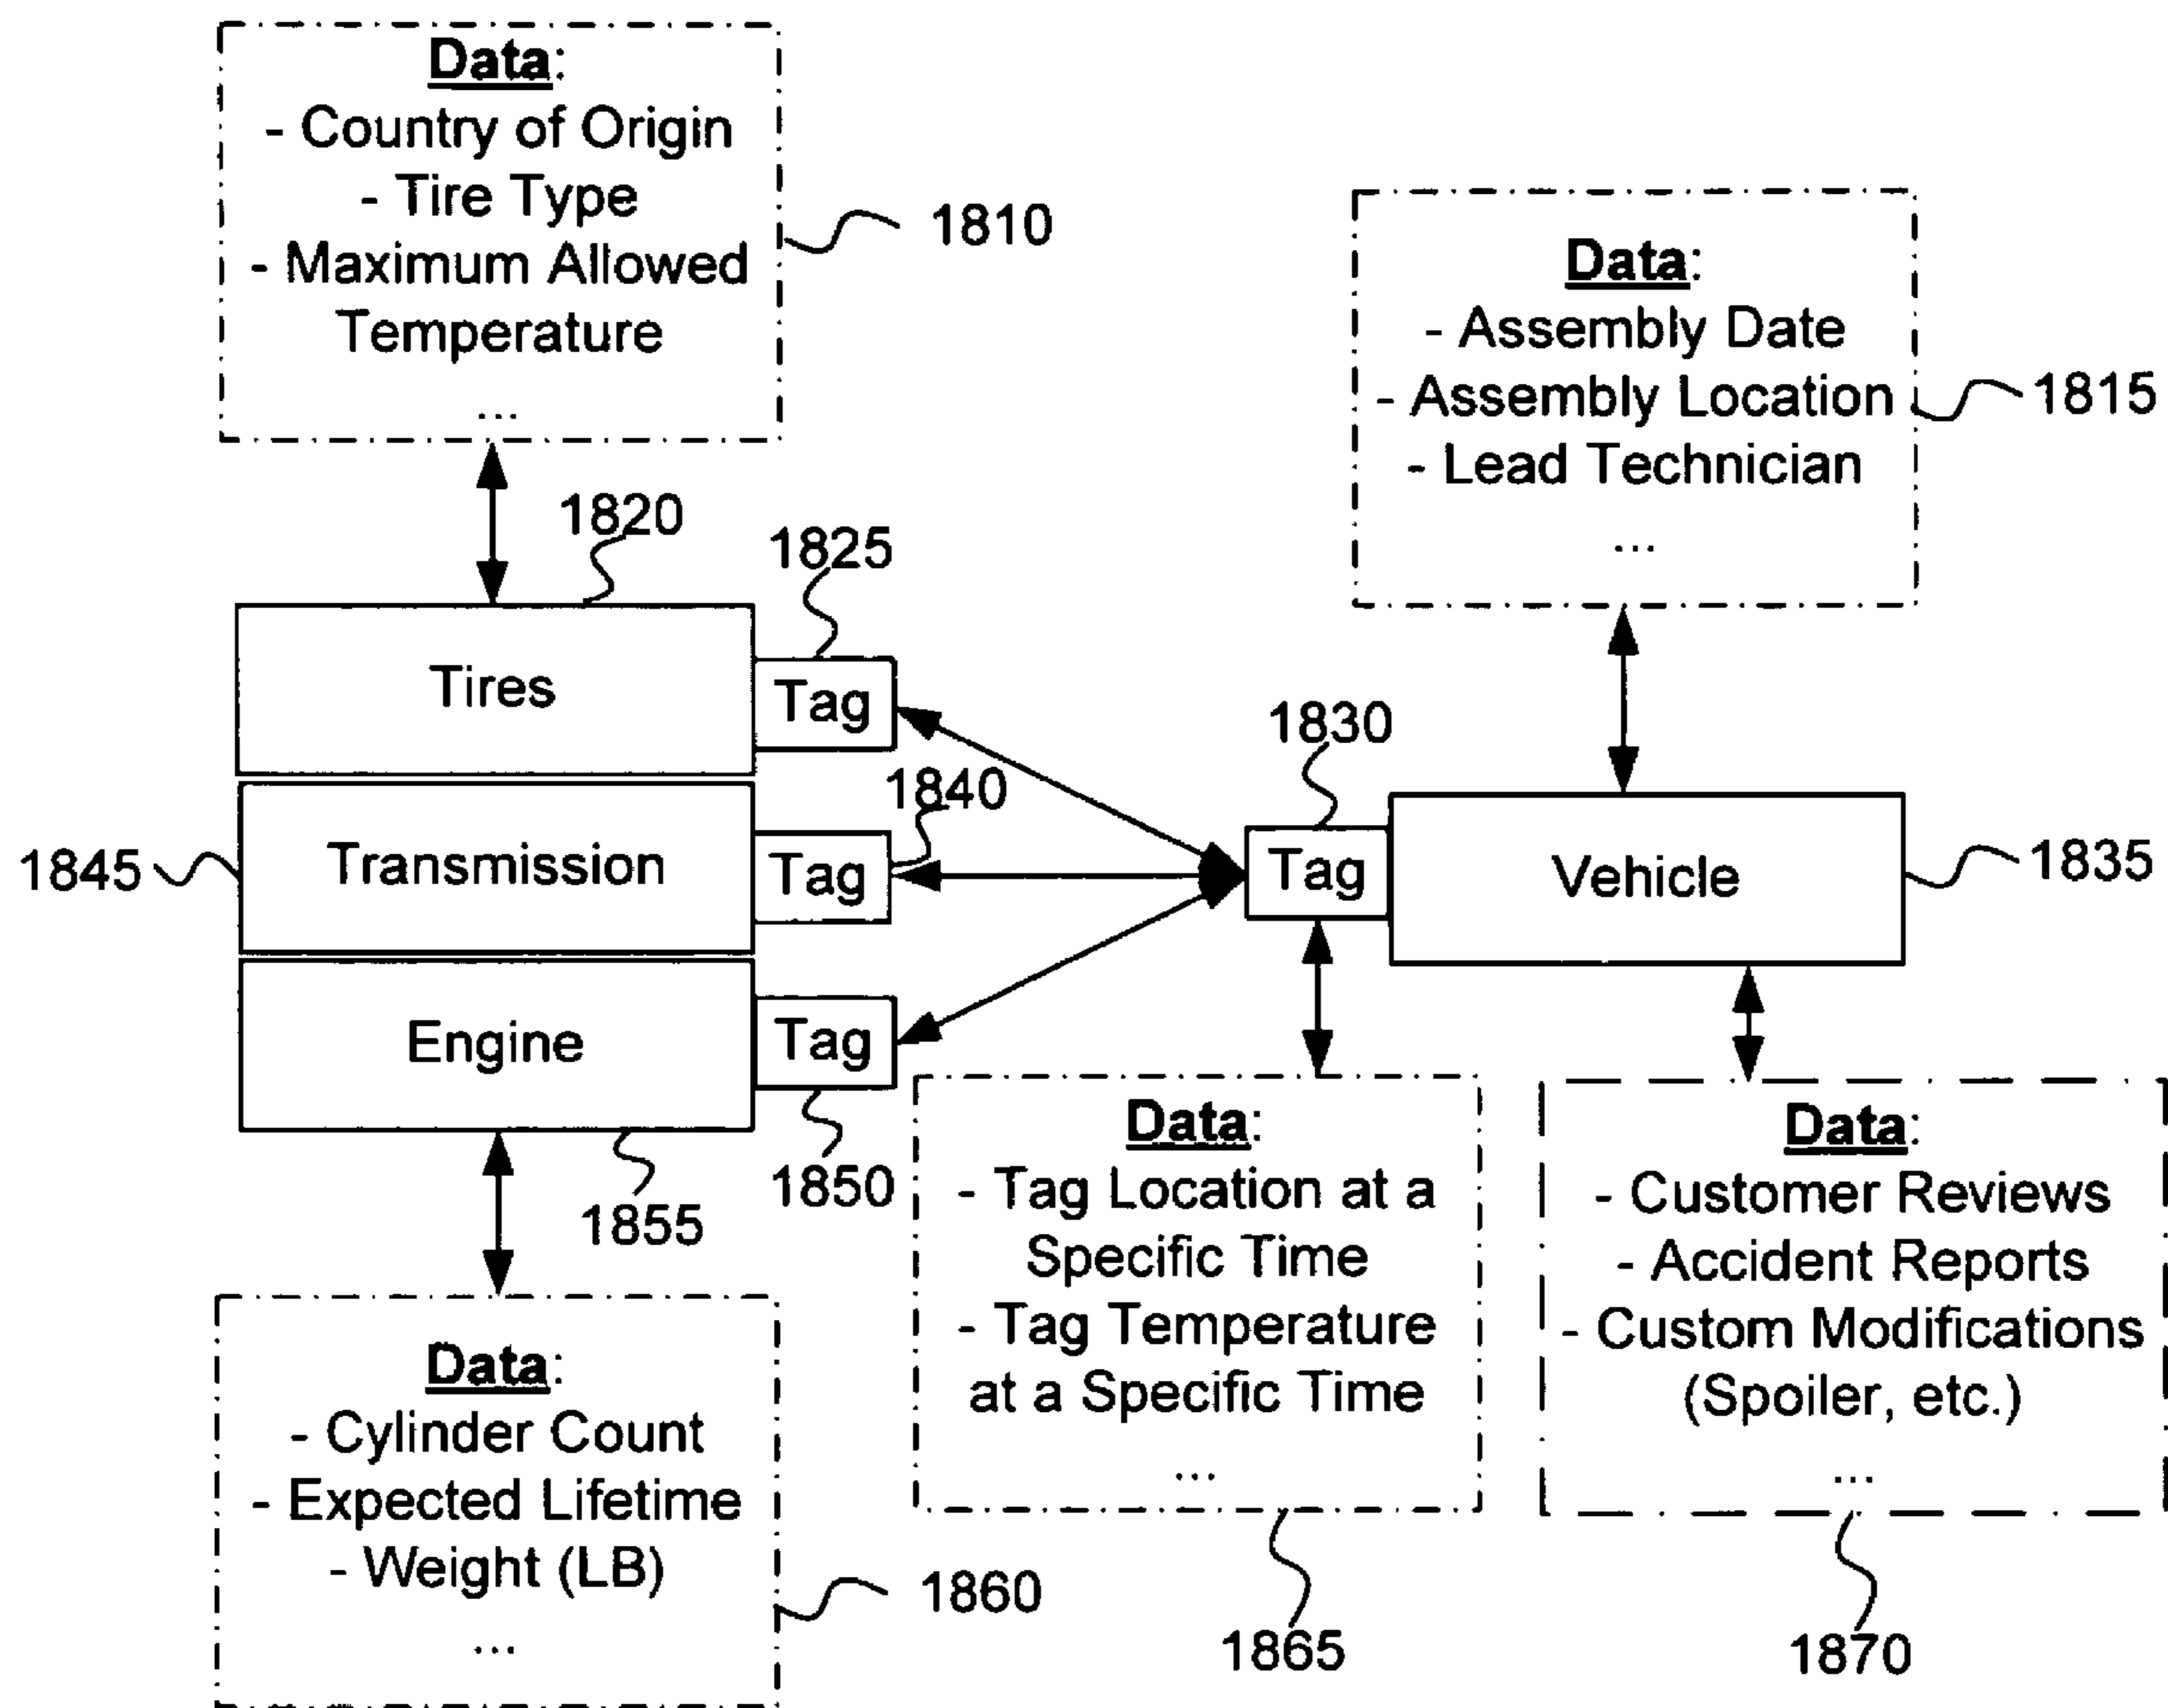 Data:
- Country of Origin
- Tire Type
- Maximum Allowed
Temperature
...
1810
Data:
- Assembly Date
- Assembly Location
- Lead Technician
...
1815
1820
1825
Tires
Tag
1830
1840
1845
Transmission
Tag
Tag
Vehicle
1835
Engine
Tag
1850
1855
Data:
- Cylinder Count
- Expected Lifetime
- Weight (LB)
...
1860
Data:
- Tag Location at a
Specific Time
- Tag Temperature
at a Specific Time
...
1865
Data:
- Customer Reviews
- Accident Reports
- Custom Modifications
(Spoiler, etc.)
...
1870